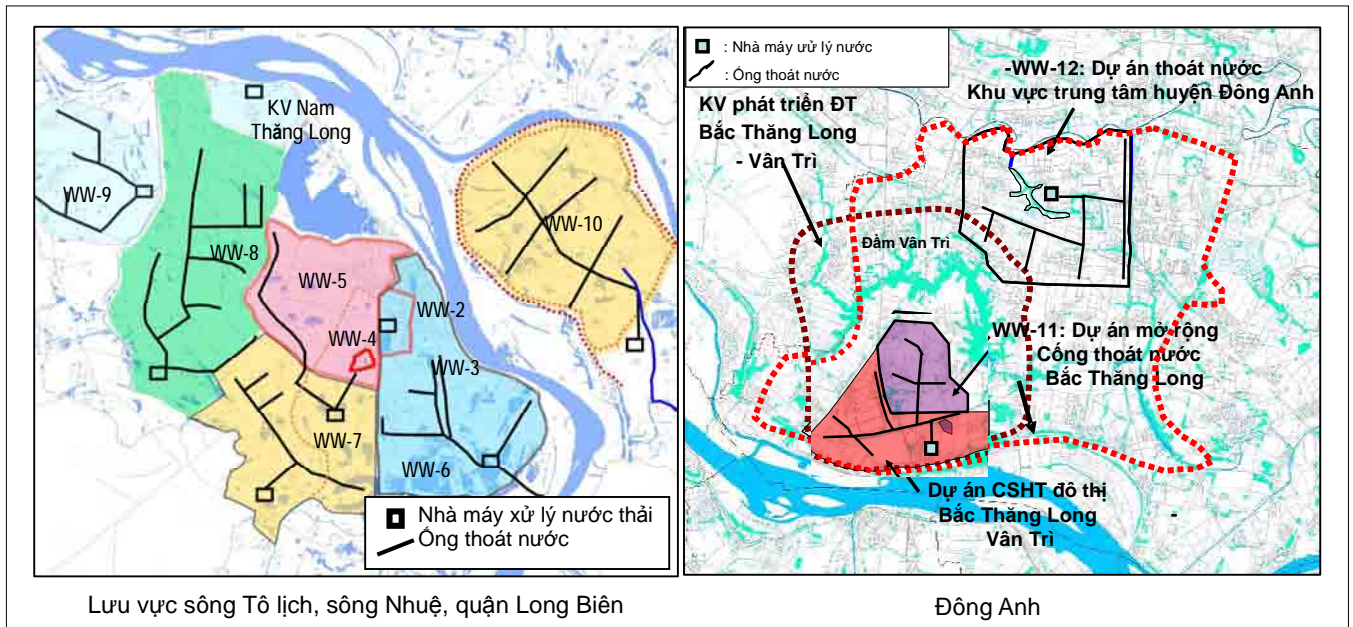 KV Nam
Thăng Long
WW-9
WW-8
WW-5
WW-2
WW-4
WW-3
WW-7
WW-6
WW-10
Nhà máy xử lý nước thải
Ống thoát nước
Lưu vực sông Tô lịch, sông Nhuệ, quận Long Biên
: Nhà máy ưử lý nước
: Ống thoát nước
-WW-12: Dự án thoát nước
Khu vực trung tâm huyện Đông Anh
KV phát triển ĐT
Bắc Thăng Long
- Vân Trì
Đầm Vân Trì
WW-11: Dự án mở rộng
Cống thoát nước
Bắc Thăng Long
Dự án CSHT đô thị
Bắc Thăng Long
Vân Trì
-
Đông Anh